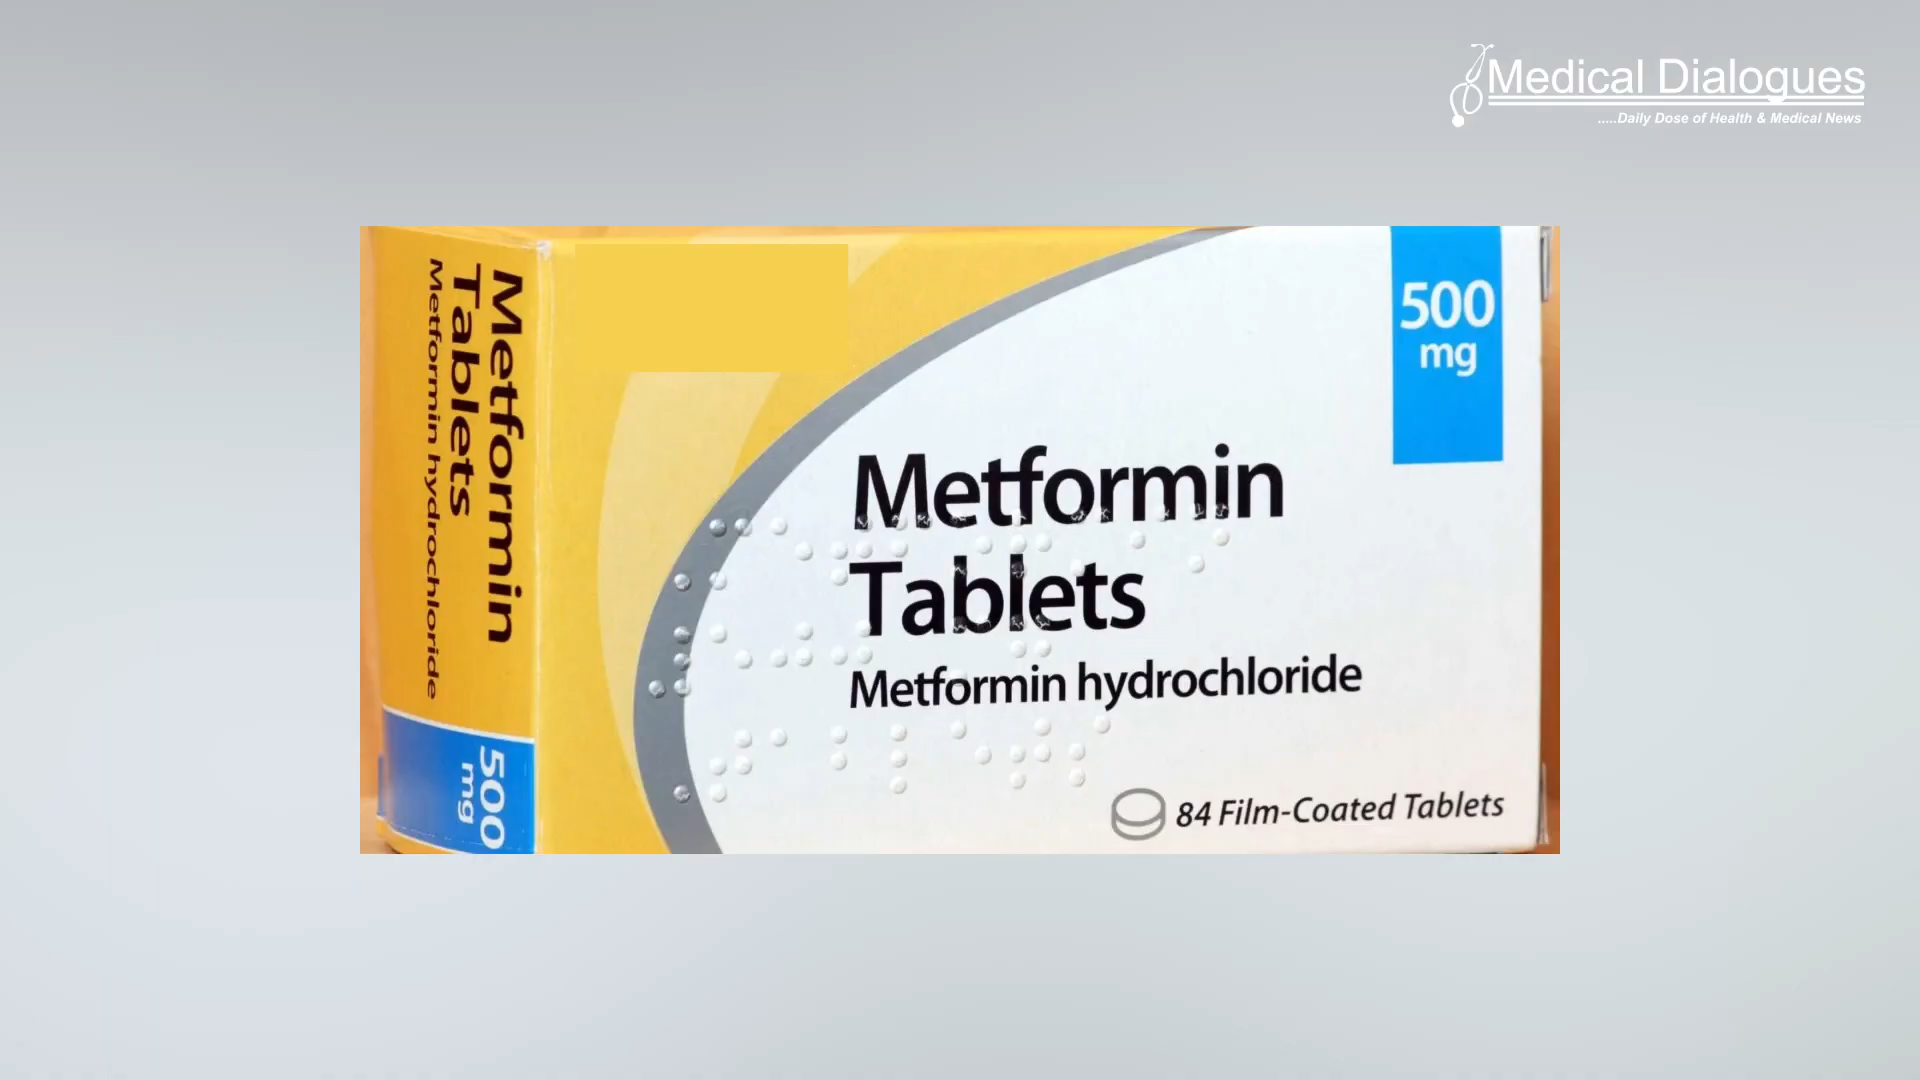 Medical Dialogues
.....Daily Dose of Health & Medical News
Metformin
Tablets
Metformin hydrochloride
500
mg
500
mg
Metformin
Tablets
Metformin hydrochloride
84 Film-Coated Tablets